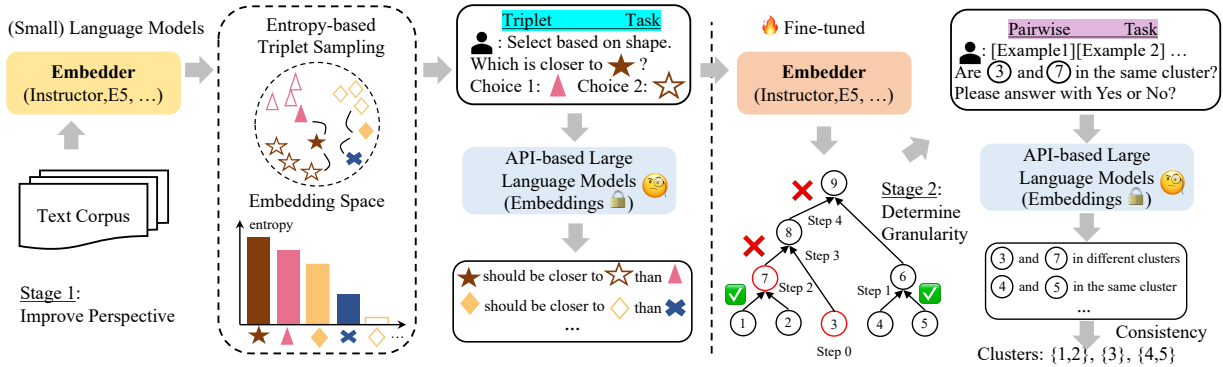 (Small) Language Models
Embedder
(Instructor,E5, …)
Text Corpus
Stage 1:
Improve Perspective
Entropy-based
Triplet Sampling
Embedding Space
entropy
...
Triplet Task
: Select based on shape.
Which is closer to ?
Choice 1: Choice 2:
API-based Large
Language Models
(Embeddings )
should be closer to than
should be closer to than
...
Fine-tuned
Embedder
(Instructor,E5, …)
9
Step 4
8
Step 3
7
Step 2
6
Step 1
1
2
3
4
5
Step 0
Stage 2:
Determine
Granularity
Pairwise Task
: [Example1][Example 2] …
Are 3 and 7 in the same cluster?
Please answer with Yes or No?
API-based Large
Language Models
(Embeddings )
3 and 7 in different clusters
4 and 5 in the same cluster
...
Consistency
Clusters: {1,2}, {3}, {4,5}